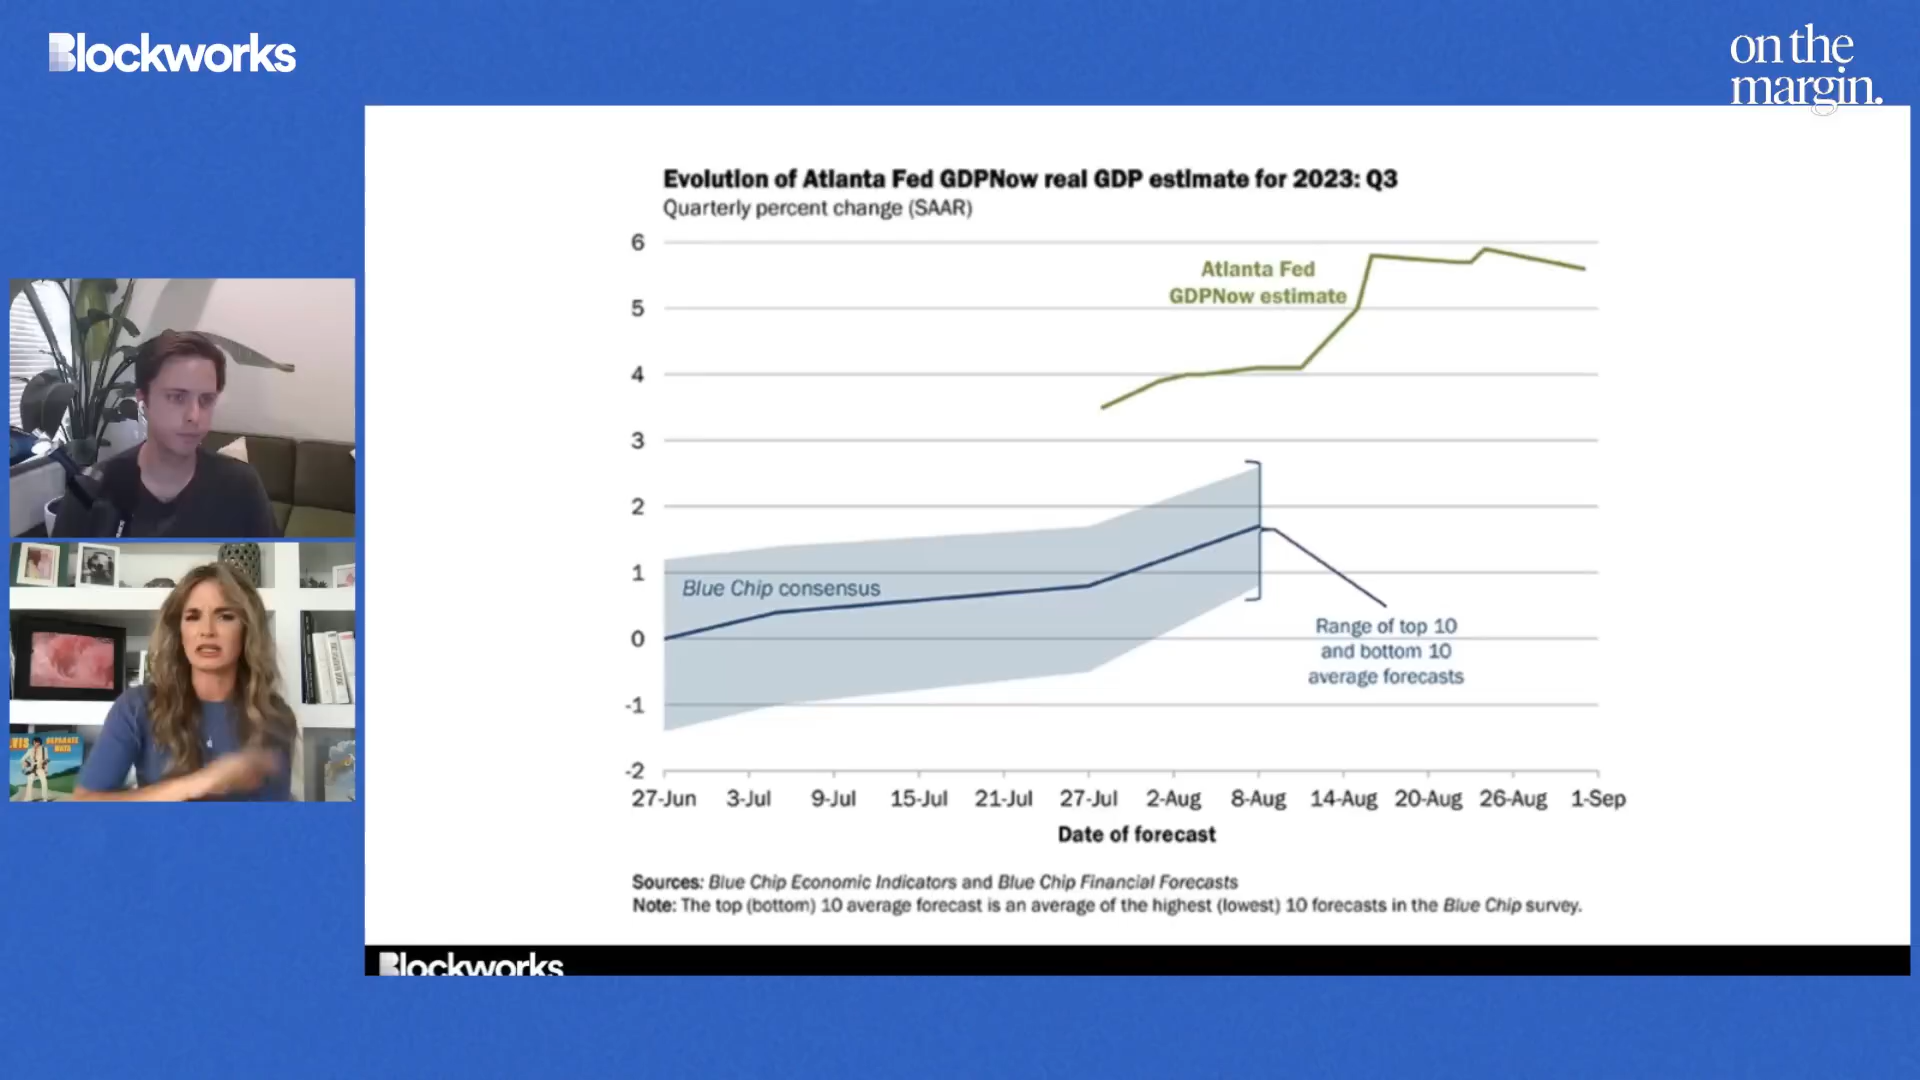 Blockworks
on the
margin.
Evolution of Atlanta Fed GDPNow real GDP estimate for 2023: Q3
Quarterly percent change (SAAR)
6
5
4
3
2
1
0
-1
-2
Atlanta Fed
GDPNow estimate
Blue Chip consensus
Range of top 10
and bottom 10
average forecasts
27-Jun 3-Jul 9-Jul 15-Jul 21-Jul 27-Jul 2-Aug 8-Aug 14-Aug 20-Aug 26-Aug 1-Sep
Date of forecast
Sources: Blue Chip Economic Indicators and Blue Chip Financial Forecasts
Note: The top (bottom) 10 average forecast is an average of the highest (lowest) 10 forecasts in the Blue Chip survey.
Blockworks
SEPARATE
WAYS